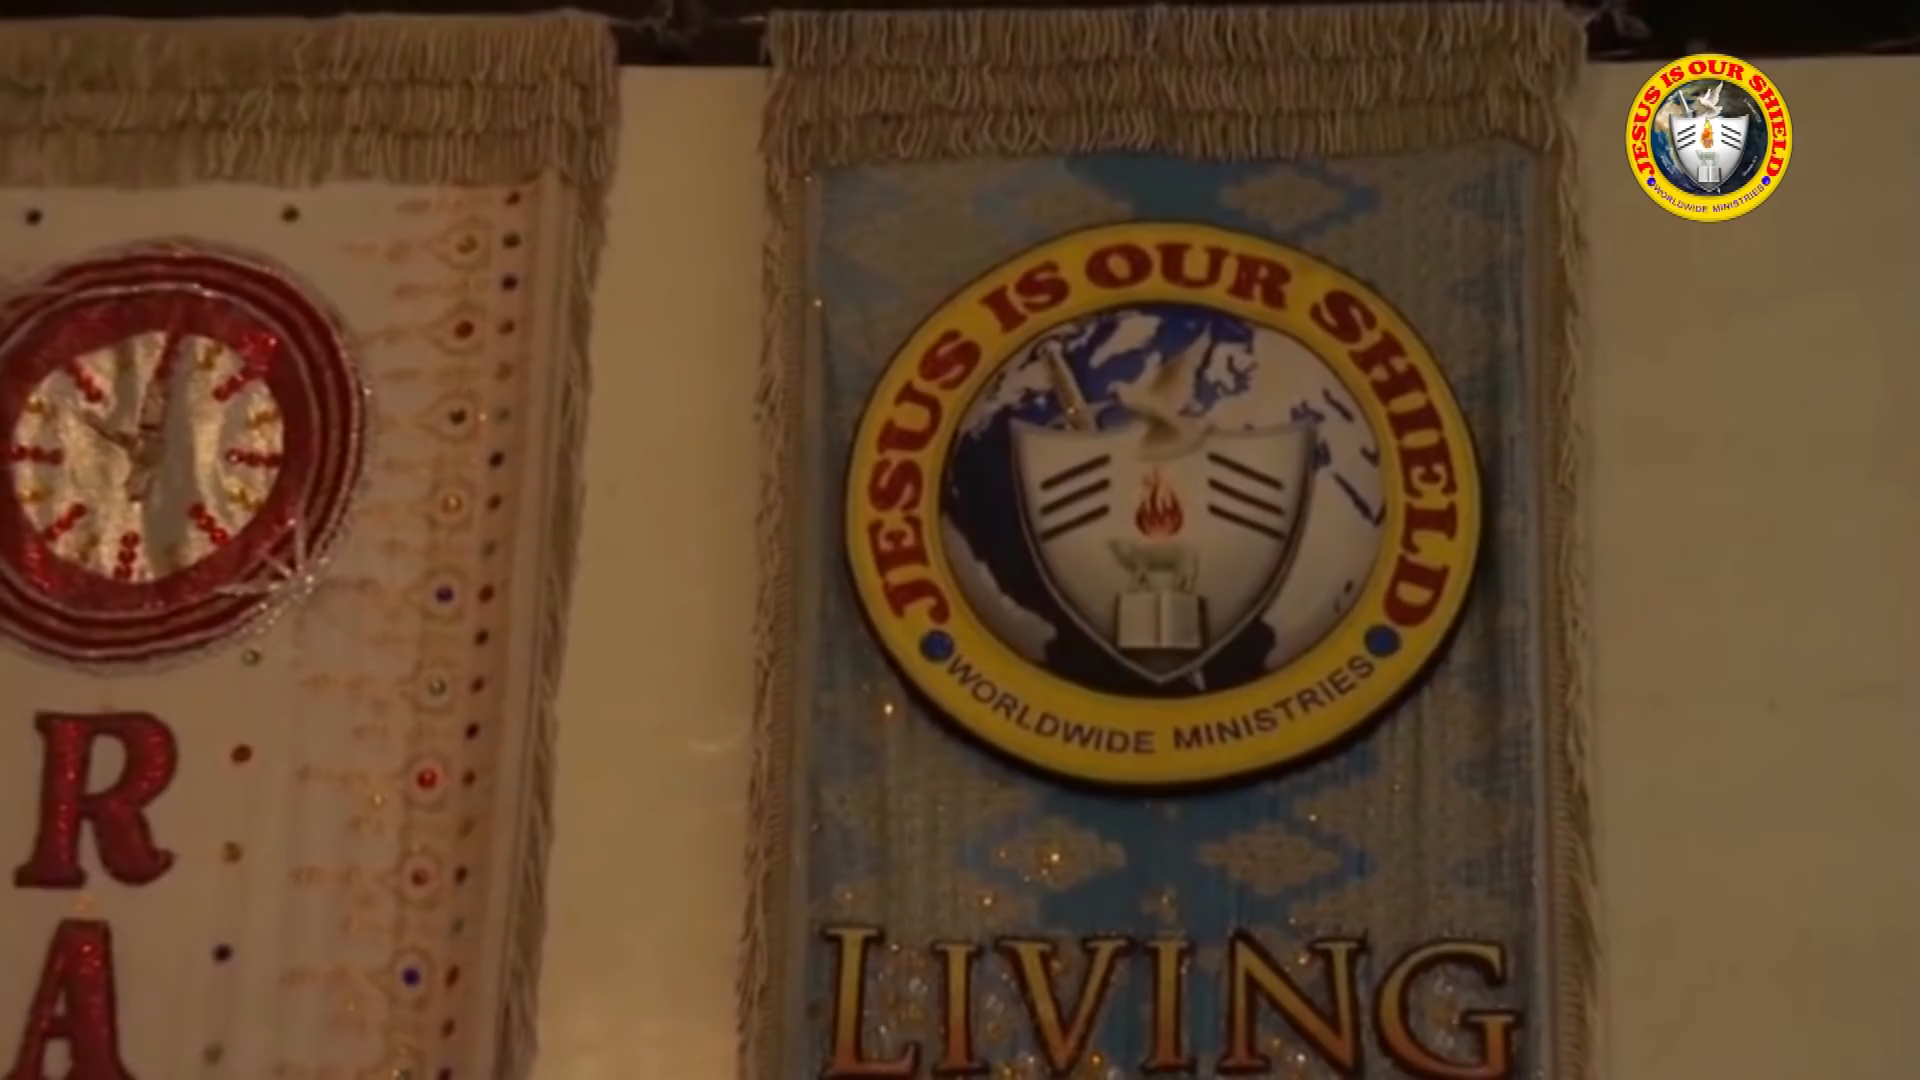 JESUS IS OUR SHIELD
WORLDWIDE MINISTRIES
JESUS IS OUR SHIELD
WORLDWIDE MINISTRIES
LIVING
R
A